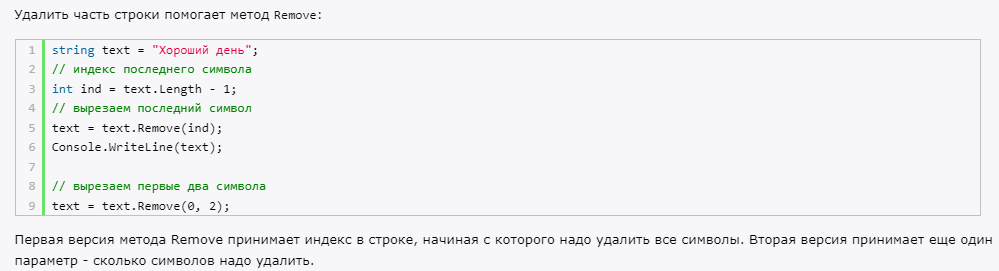 Удалить часть строки помогает метод Remove:
1 string text = "Хороший день";
2 // индекс последнего символа
3 int ind = text.Length - 1;
4 // вырезаем последний символ
5 text = text.Remove(ind);
6 Console.WriteLine(text);
7
8 // вырезаем первые два символа
9 text = text.Remove(0, 2);
Первая версия метода Remove принимает индекс в строке, начиная с которого надо удалить все символы. Вторая версия принимает еще один
параметр - сколько символов надо удалить.